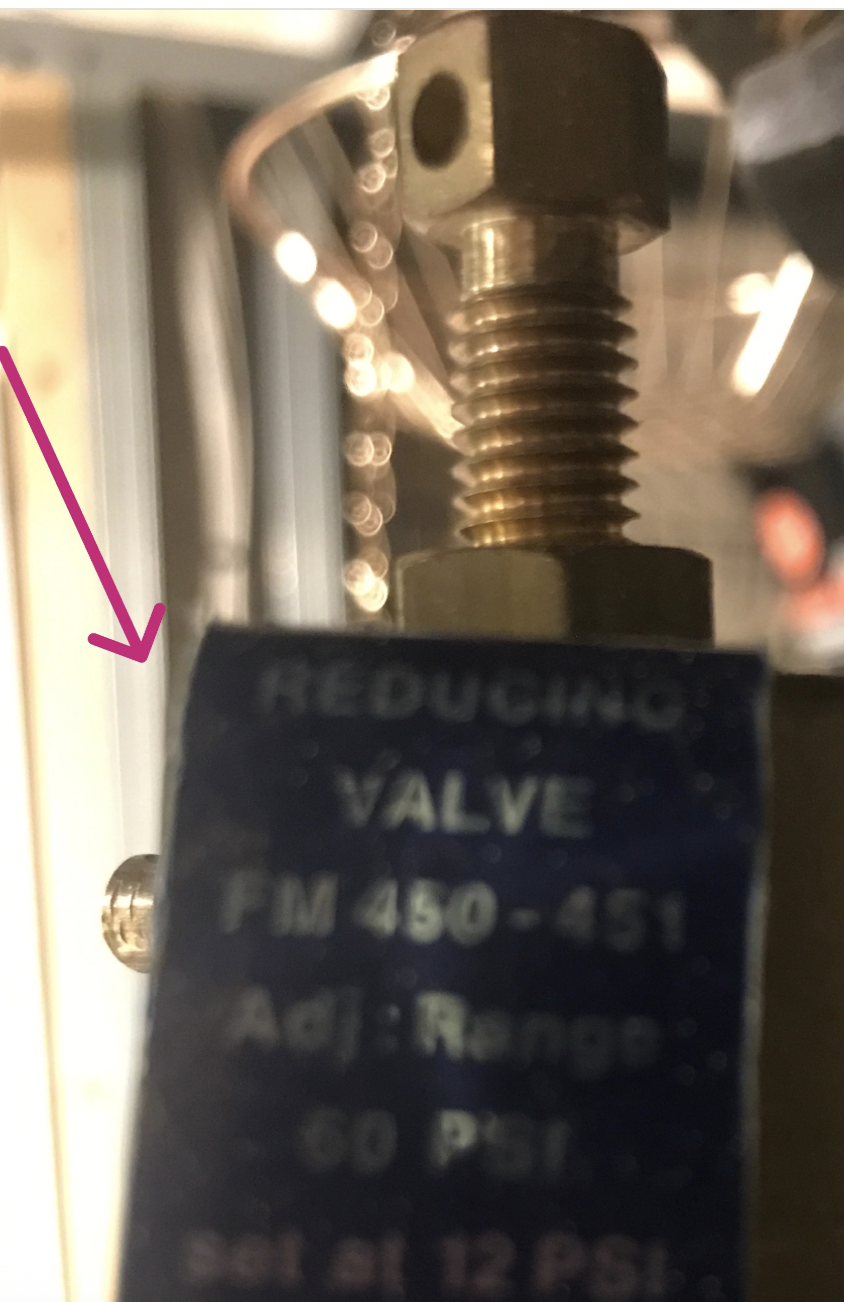 REDUCING
VALVE
FM 450-451
Adj: Range
60 PSI
set at 12 PSI